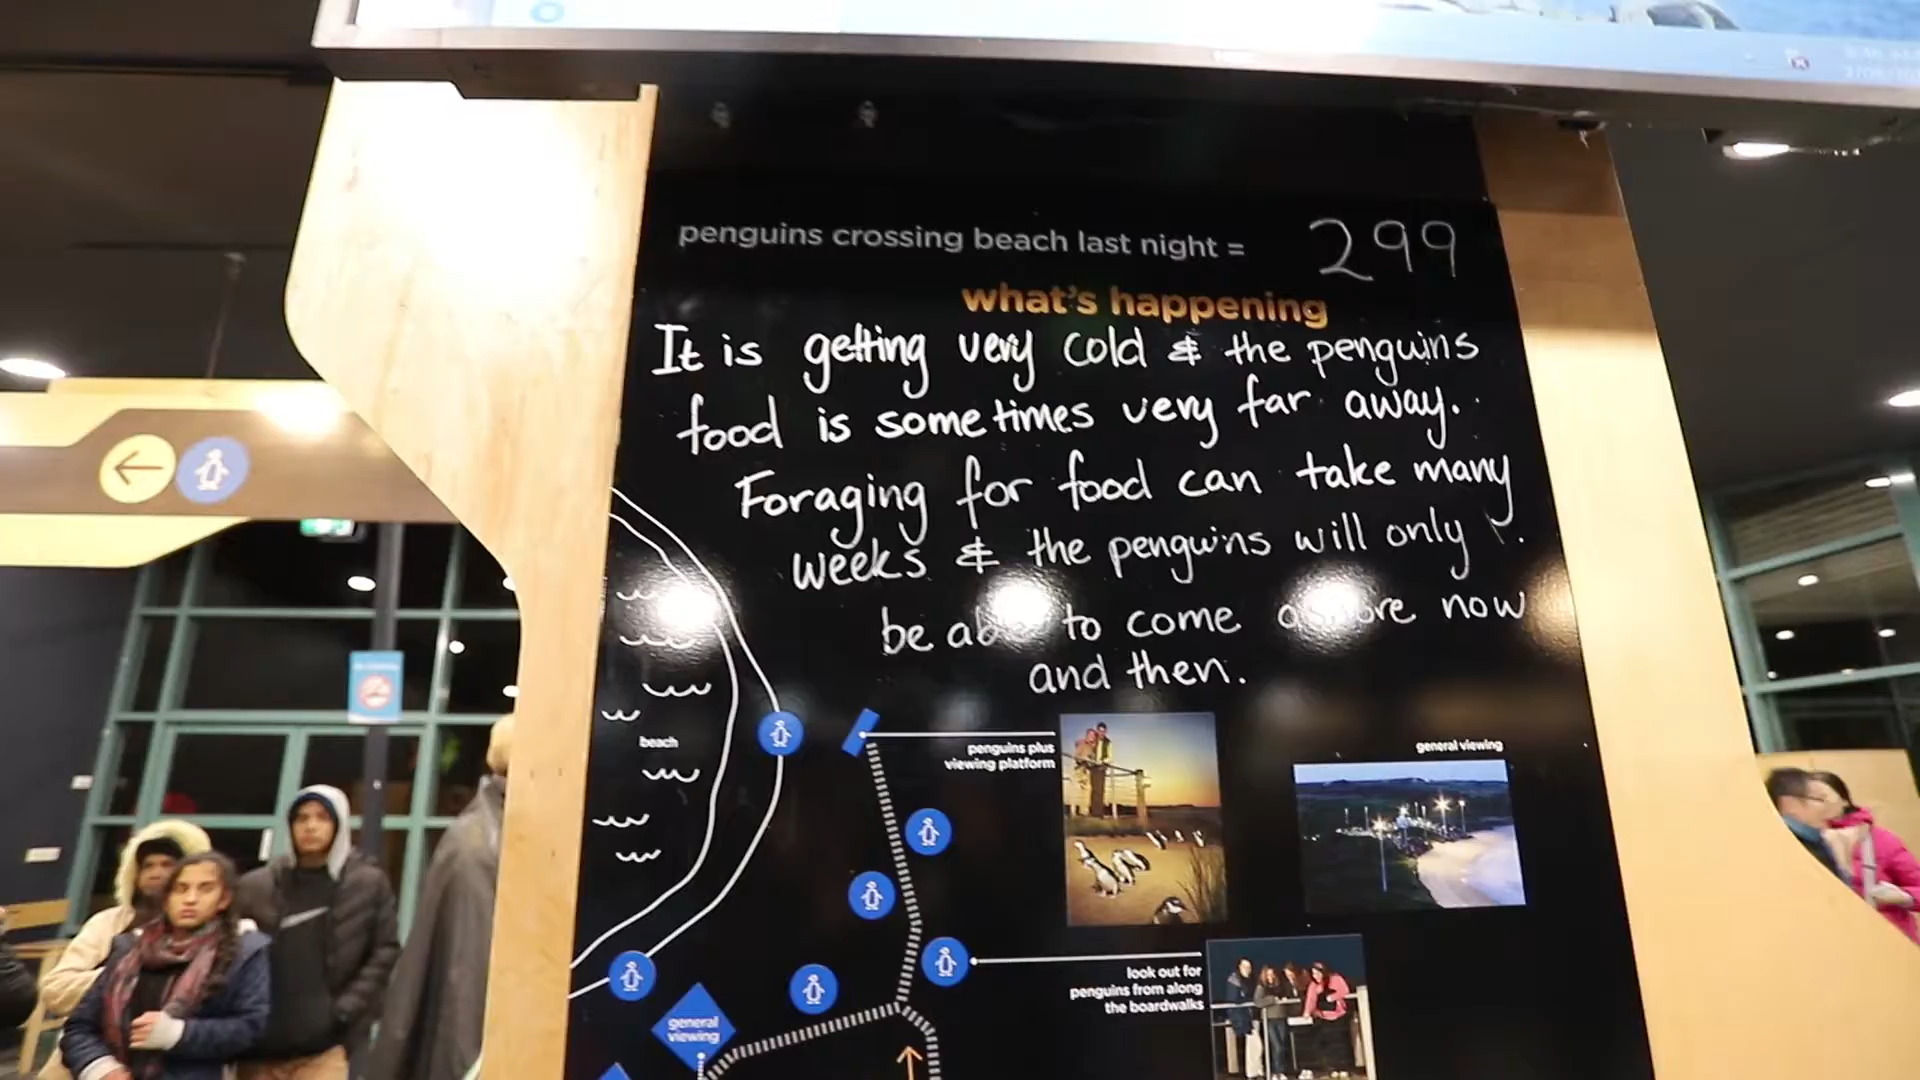 penguins crossing beach last night = 299
what's happening
It is getting very cold & the penguins
food is sometimes very far away.
Foraging for food can take many
weeks & the penguins will only
be able to come ashore now
and then.
beach
penguins plus
viewing platform
general viewing
look out for
penguins from along
the boardwalks
general
viewing